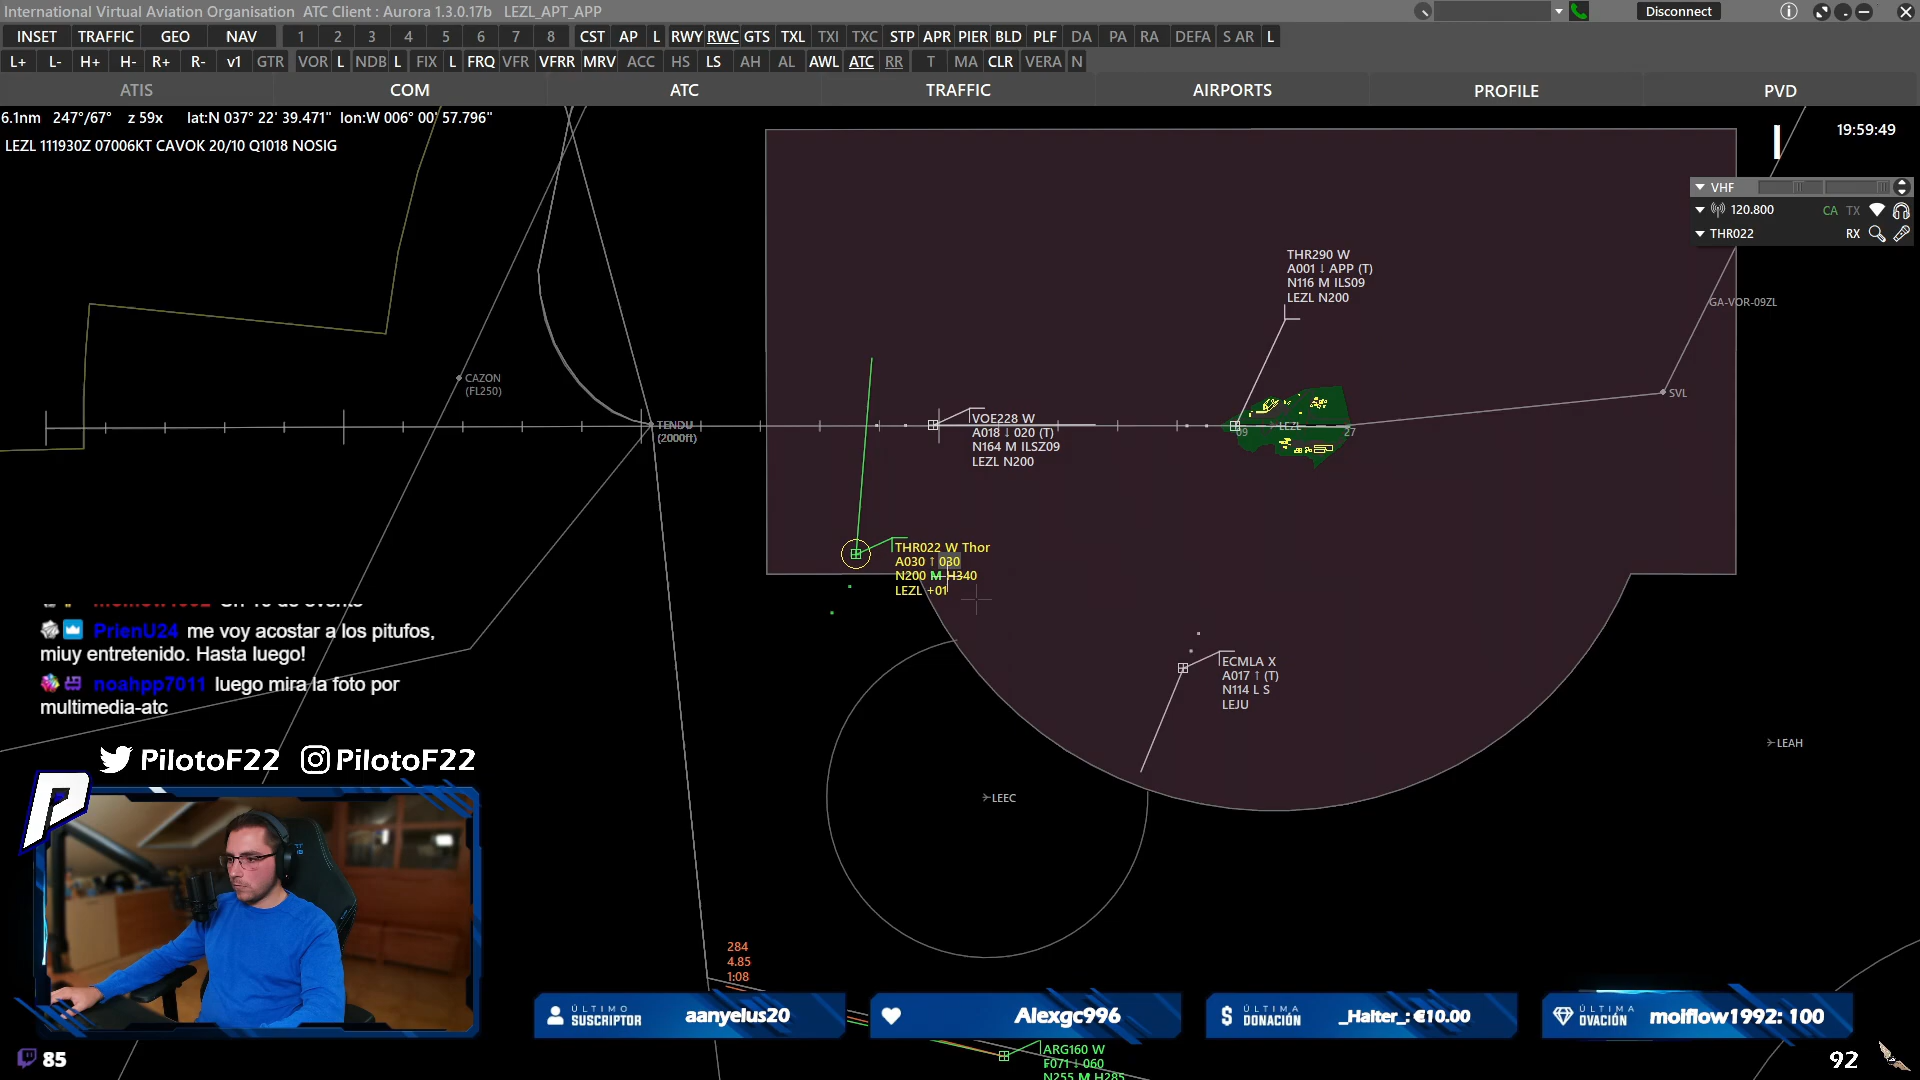 International Virtual Aviation Organisation ATC Client : Aurora 1.3.0.17b LEZL_APT_APP
Disconnect
INSET TRAFFIC GEO NAV 1 2 3 4 5 6 7 8 CST AP L RWY RWC GTS TXL TXI TXC STP APR PIER BLD PLF DA PA RA DEFA S AR L
L+ L- H+ H- R+ R- v1 GTR VOR L NDB L FIX L FRQ VFR VFRR MRV ACC HS LS AH AL AWL ATC RR T MA CLR VERA N
ATIS COM ATC TRAFFIC AIRPORTS PROFILE PVD
6.1nm 247°/67° z 59x lat:N 037° 22' 39.471" lon:W 006° 00' 57.796"
19:59:49
LEZL 111930Z 07006KT CAVOK 20/10 Q1018 NOSIG
VHF
120.800 CA TX
THR022 RX
THR290 W
A001 ↓ APP (T)
N116 M ILS09
LEZL N200
GA-VOR-09ZL
CAZON
(FL250)
SVL
TENDU
(2000ft)
VOE228 W
A018 ↓ 020 (T)
N164 M ILSZ09
LEZL N200
09 LEZL 27
THR022 W Thor
A030 ↑ 030
N200 M H340
LEZL +01
PrienU24 me voy acostar a los pitufos,
miuy entretenido. Hasta luego!
noahpp7011 luego mira la foto por
multimedia-atc
ECMLA X
A017 ↑ (T)
N114 L S
LEJU
LEAH
LEEC
PilotoF22 PilotoF22
P
284
4.85
1:08
ÚLTIMO
SUSCRIPTOR aanyelus20
Alexgc996
ÚLTIMA
DONACIÓN _Halter_: €10.00
ÚLTIMA
OVACIÓN moiflow1992: 100
ARG160 W
F071 ↓ 060
N255 M H285
85
92